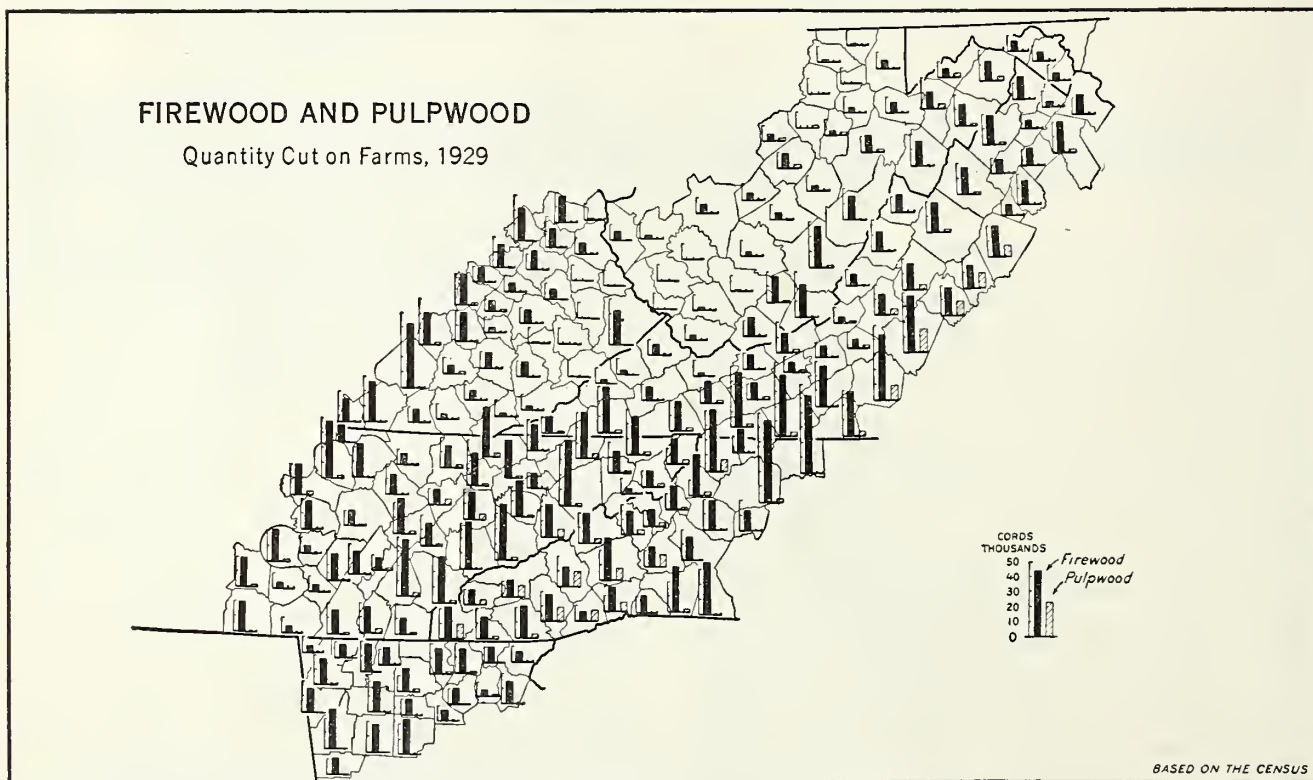 FIREWOOD AND PULPWOOD
Quantity Cut on Farms, 1929
CORDS
THOUSANDS
50
40
30
20
10
0
Firewood
Pulpwood
BASED ON THE CENSUS